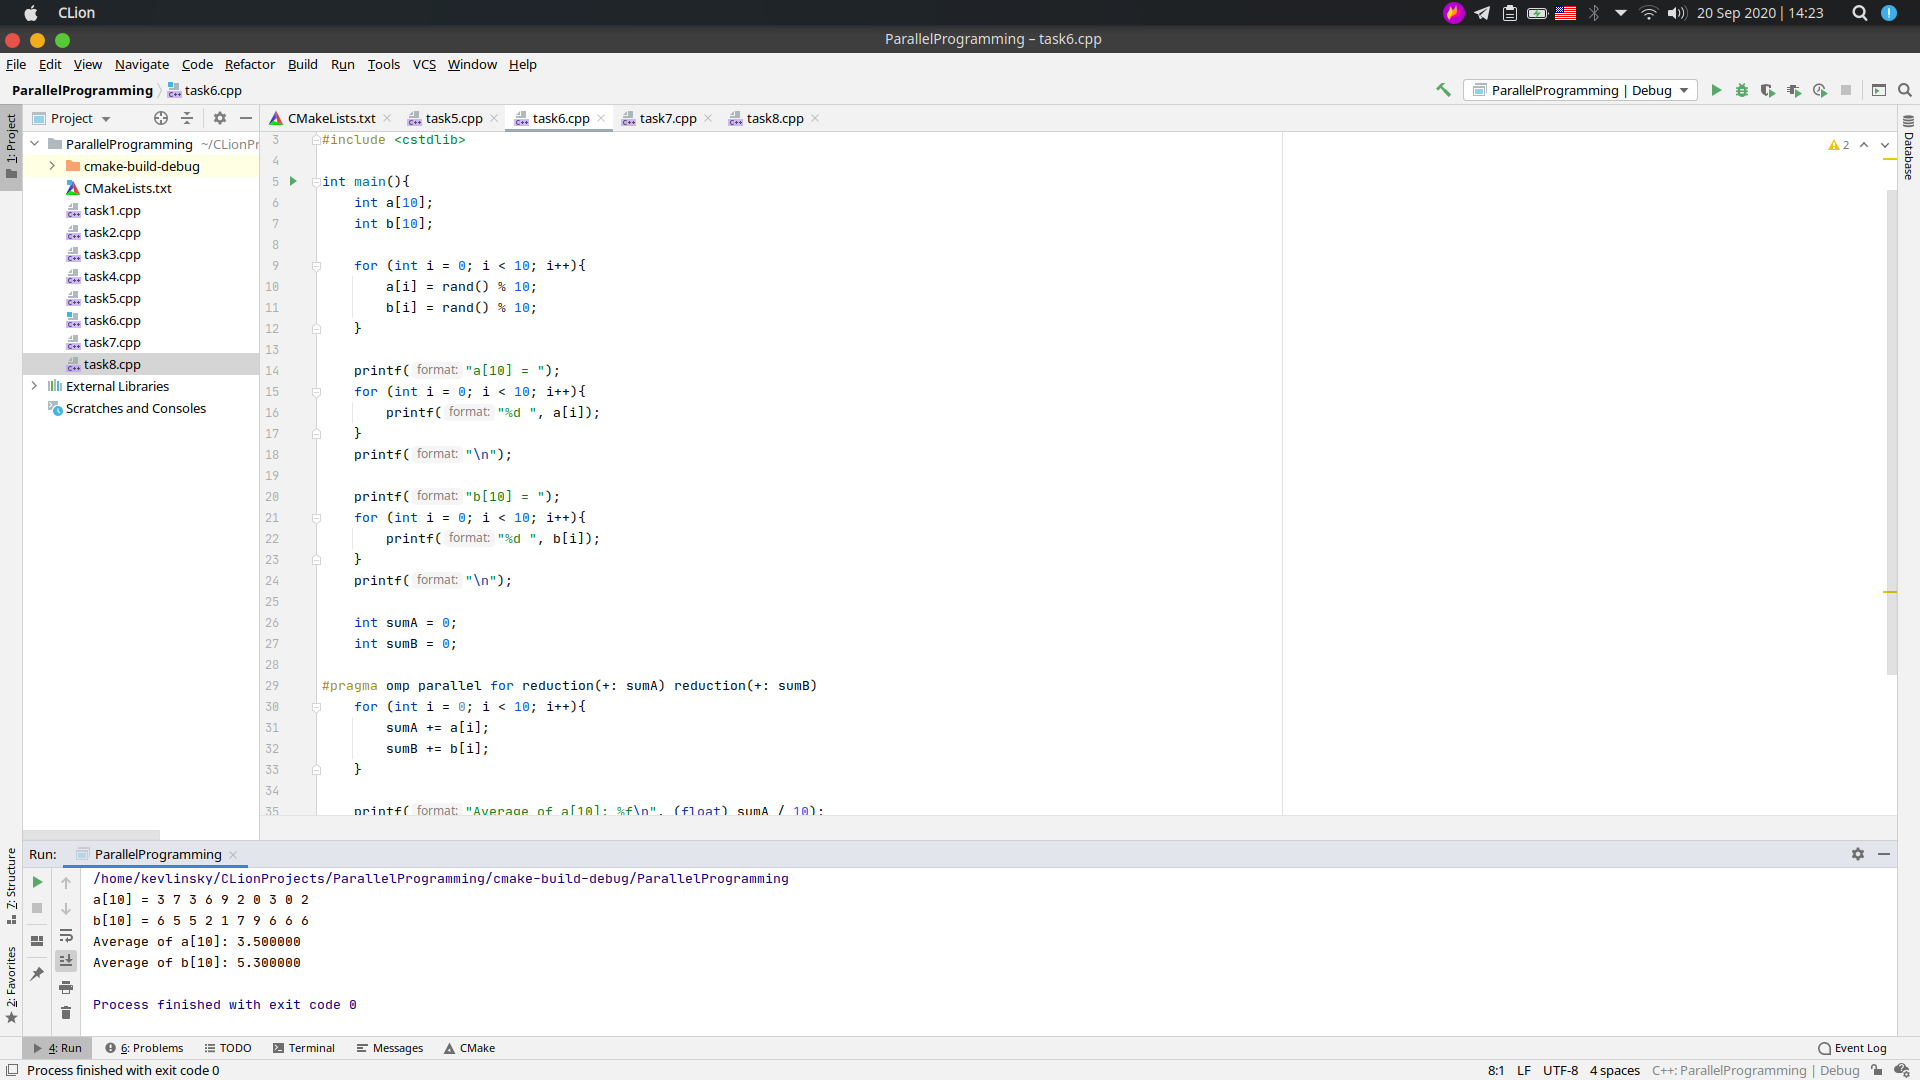 CLion
20 Sep 2020 | 14:23
ParallelProgramming – task6.cpp
File Edit View Navigate Code Refactor Build Run Tools VCS Window Help
ParallelProgramming task6.cpp
ParallelProgramming | Debug
1: Project
Project
CMakeLists.txt task5.cpp task6.cpp task7.cpp task8.cpp
Database
ParallelProgramming ~/CLionPr
cmake-build-debug
CMakeLists.txt
task1.cpp
task2.cpp
task3.cpp
task4.cpp
task5.cpp
task6.cpp
task7.cpp
task8.cpp
External Libraries
Scratches and Consoles
2
3 #include <cstdlib>
4
5 int main(){
6 int a[10];
7 int b[10];
8
9 for (int i = 0; i < 10; i++){
10 a[i] = rand() % 10;
11 b[i] = rand() % 10;
12 }
13
14 printf( format: "a[10] = ");
15 for (int i = 0; i < 10; i++){
16 printf( format: "%d ", a[i]);
17 }
18 printf( format: "\n");
19
20 printf( format: "b[10] = ");
21 for (int i = 0; i < 10; i++){
22 printf( format: "%d ", b[i]);
23 }
24 printf( format: "\n");
25
26 int sumA = 0;
27 int sumB = 0;
28
29 #pragma omp parallel for reduction(+: sumA) reduction(+: sumB)
30 for (int i = 0; i < 10; i++){
31 sumA += a[i];
32 sumB += b[i];
33 }
34
35 printf( format: "Average of a[10]: %f\n", (float) sumA / 10);
7: Structure
2: Favorites
Run: ParallelProgramming
/home/kevlinsky/CLionProjects/ParallelProgramming/cmake-build-debug/ParallelProgramming
a[10] = 3 7 3 6 9 2 0 3 0 2
b[10] = 6 5 5 2 1 7 9 6 6 6
Average of a[10]: 3.500000
Average of b[10]: 5.300000
Process finished with exit code 0
4: Run 6: Problems TODO Terminal Messages CMake Event Log
Process finished with exit code 0
8:1 LF UTF-8 4 spaces C++: ParallelProgramming | Debug